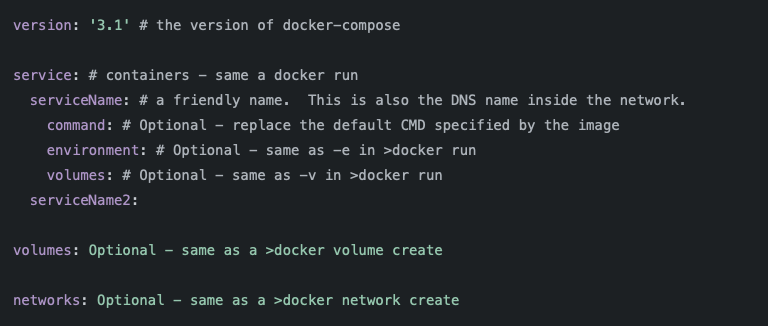 version: '3.1' # the version of docker-compose
service: # containers - same a docker run
serviceName: # a friendly name.  This is also the DNS name inside the network.
command: # Optional - replace the default CMD specified by the image
environment: # Optional - same as -e in >docker run
volumes: # Optional - same as -v in >docker run
serviceName2:
volumes: Optional - same as a >docker volume create
networks: Optional - same as a >docker network create